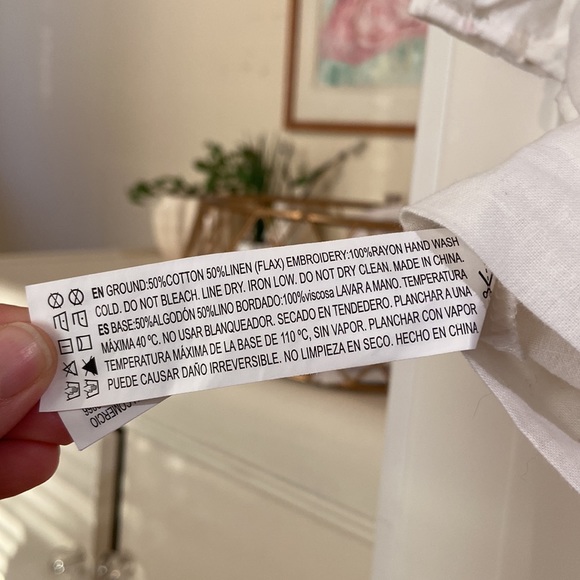 EN GROUND:50%COTTON 50%LINEN (FLAX) EMBROIDERY:100%RAYON HAND WASH
COLD. DO NOT BLEACH. LINE DRY. IRON LOW. DO NOT DRY CLEAN. MADE IN CHINA.
ES BASE:50%ALGODÓN 50%LINO BORDADO:100%viscosa LAVAR A MANO. TEMPERATURA
MÁXIMA 40 ºC. NO USAR BLANQUEADOR. SECADO EN TENDEDERO. PLANCHAR A UNA
TEMPERATURA MÁXIMA DE LA BASE DE 110 ºC, SIN VAPOR. PLANCHAR CON VAPOR
PUEDE CAUSAR DAÑO IRREVERSIBLE. NO LIMPIEZA EN SECO. HECHO EN CHINA
COMERCIO